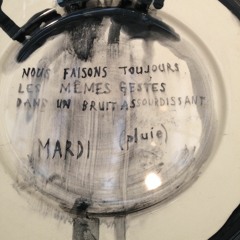 NOUS FAISONS TOUJOURS
LES MÊMES GESTES
DANS UN BRUIT ASSOURDISSANT
MARDI (pluie)